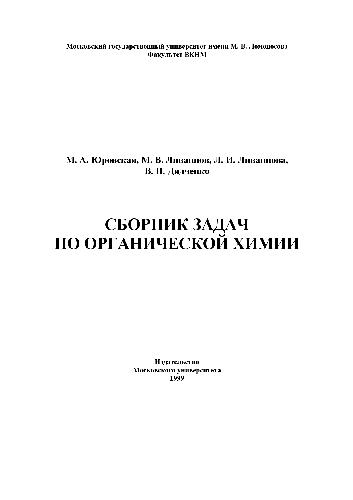 Московский государственный университет имени М. В. Ломоносова
Факультет ВКНМ
М. А. Юровская, М. В. Ливанцов, Л. И. Ливанцова,
В. П. Дядченко
СБОРНИК ЗАДАЧ
ПО ОРГАНИЧЕСКОЙ ХИМИИ
Издательство
Московского университета
1999